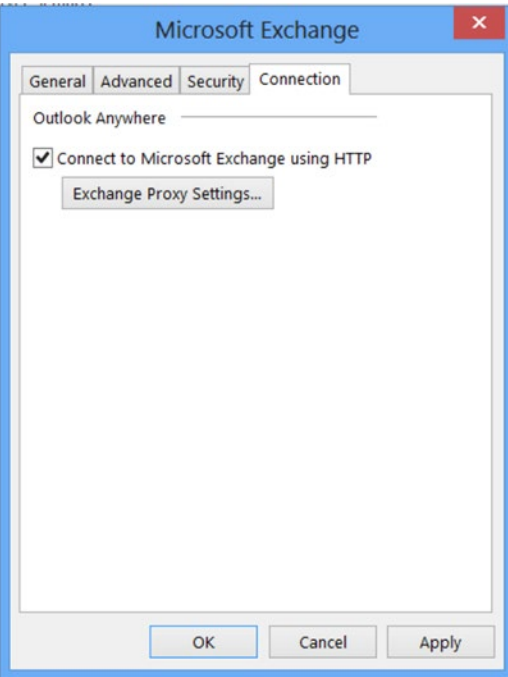 Microsoft Exchange
General Advanced Security Connection
Outlook Anywhere
Connect to Microsoft Exchange using HTTP
Exchange Proxy Settings...
OK Cancel Apply